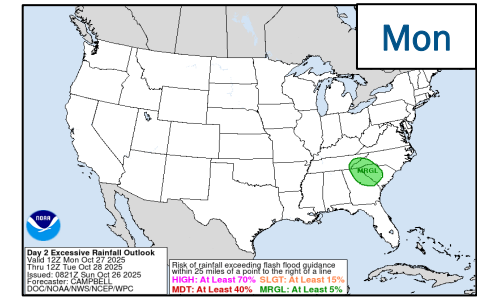 Mon
MRGL
NOAA
Day 2 Excessive Rainfall Outlook
Valid 12Z Mon Oct 27 2025
Thru 12Z Tue Oct 28 2025
Issued: 0821Z Sun Oct 26 2025
Forecaster: CAMPBELL
DOC/NOAA/NWS/NCEP/WPC
Risk of rainfall exceeding flash flood guidance
within 25 miles of a point to the right of a line
HIGH: At Least 70% SLGT: At Least 15%
MDT: At Least 40% MRGL: At Least 5%